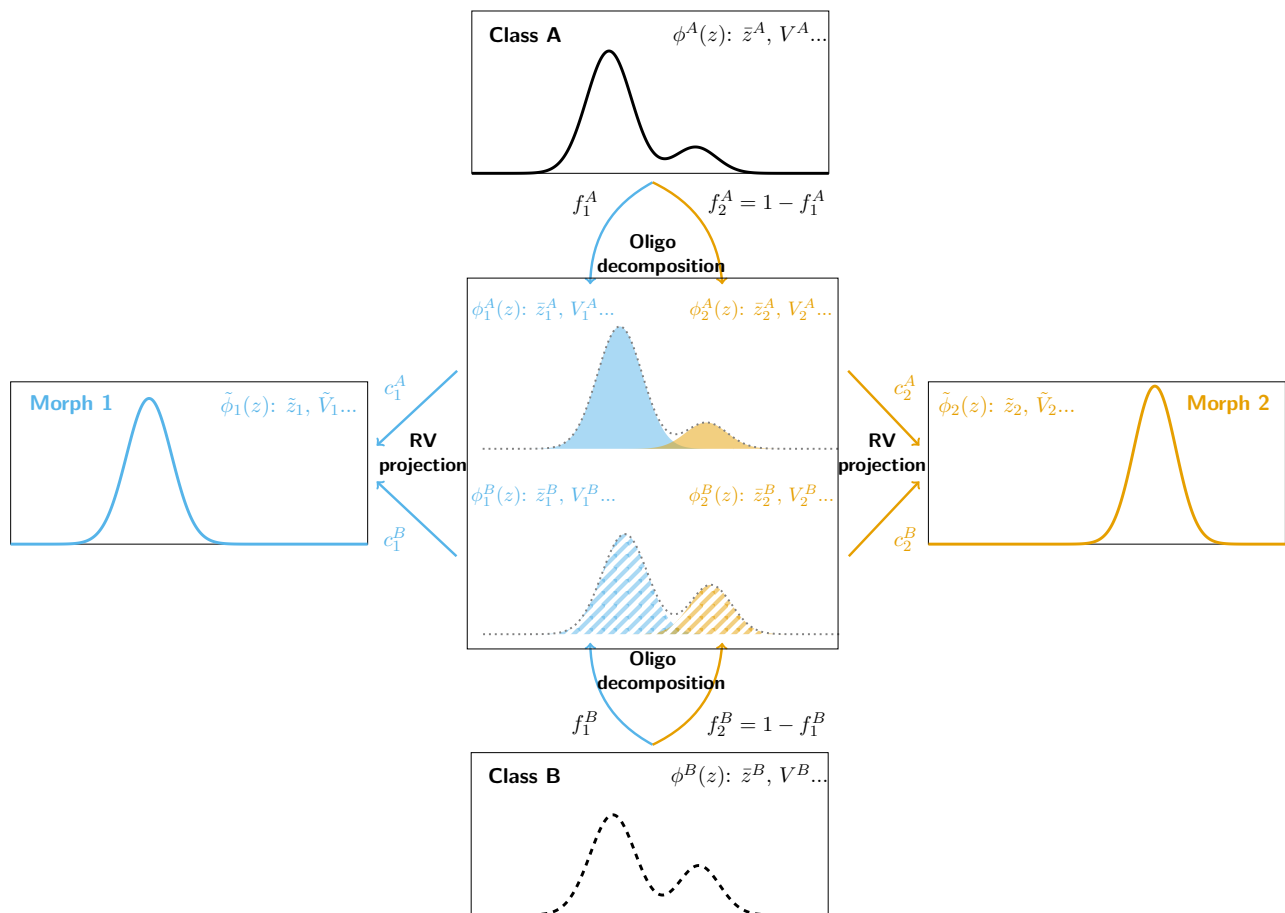 Class A
ϕ^A(z): z̄^A, V^A...
f_1^A
f_2^A = 1 − f_1^A
Oligo
decomposition
ϕ_1^A(z): z̄_1^A, V_1^A...
ϕ_2^A(z): z̄_2^A, V_2^A...
c_1^A
c_2^A
Morph 1
ϕ̃_1(z): z̃_1, Ṽ_1...
ϕ̃_2(z): z̃_2, Ṽ_2...
Morph 2
RV
projection
RV
projection
ϕ_1^B(z): z̄_1^B, V_1^B...
ϕ_2^B(z): z̄_2^B, V_2^B...
c_1^B
c_2^B
Oligo
decomposition
f_1^B
f_2^B = 1 − f_1^B
Class B
ϕ^B(z): z̄^B, V^B...